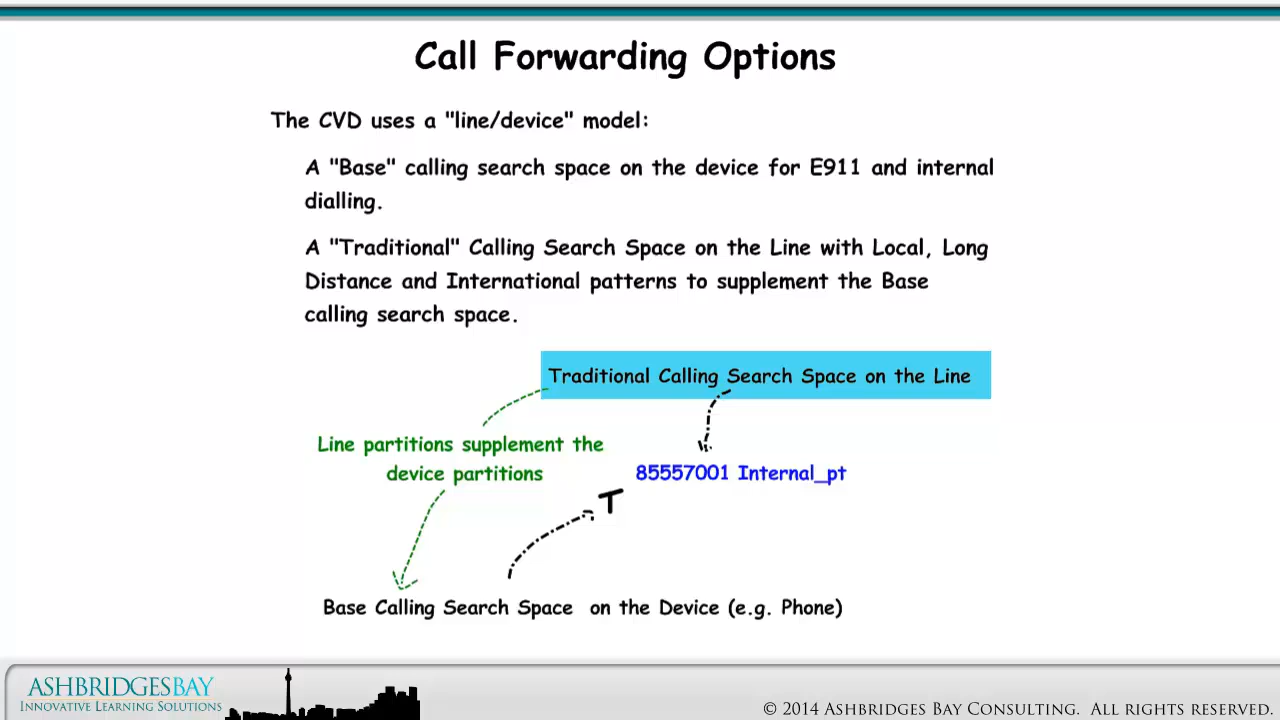 Call Forwarding Options
The CVD uses a "line/device" model:
A "Base" calling search space on the device for E911 and internal
dialling.
A "Traditional" Calling Search Space on the Line with Local, Long
Distance and International patterns to supplement the Base
calling search space.
Traditional Calling Search Space on the Line
Line partitions supplement the
device partitions
85557001 Internal_pt
T
Base Calling Search Space on the Device (e.g. Phone)
ASHBRIDGESBAY
INNOVATIVE LEARNING SOLUTIONS
© 2014 ASHBRIDGES BAY CONSULTING. ALL RIGHTS RESERVED.